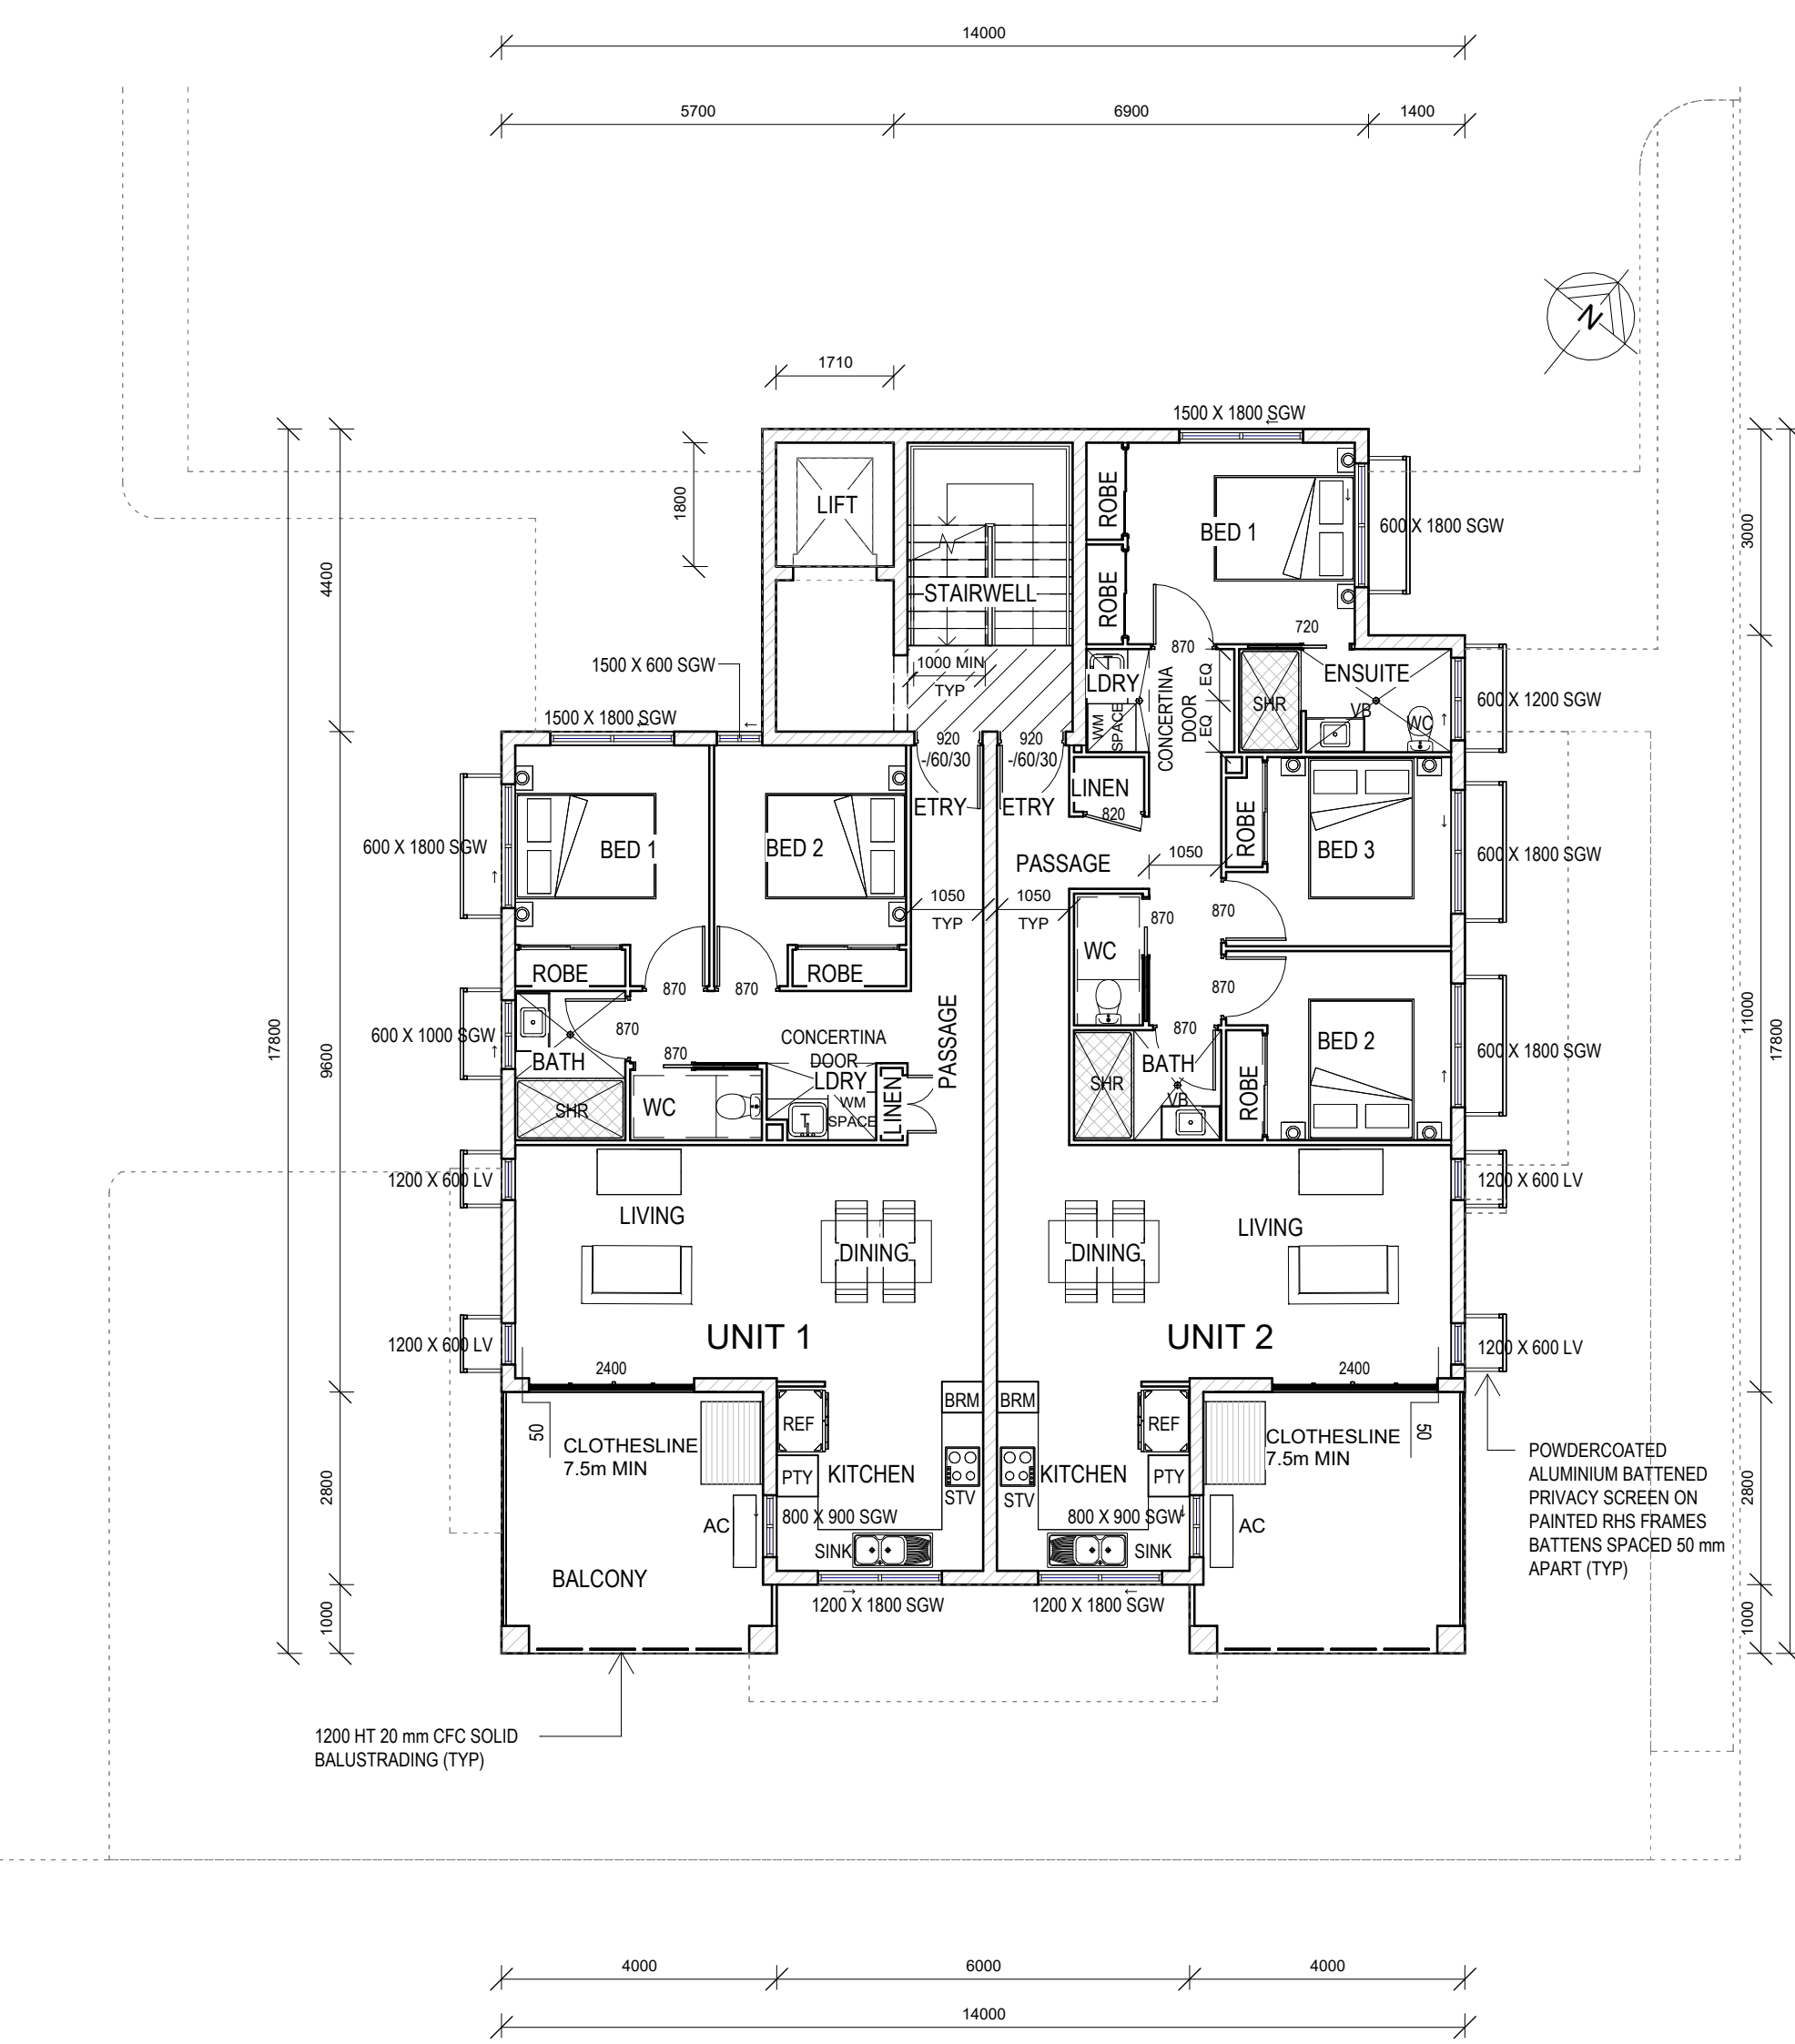 14000
5700
6900
1400
N
1710
1500 X 1800 SGW
LIFT
1800
ROBE
BED 1
600 X 1800 SGW
3000
4400
STAIRWELL
ROBE
720
870
1500 X 600 SGW
1000 MIN
TYP
LDRY
WM
SPACE
CONCERTINA
DOOR
EQ
EQ
SHR
ENSUITE
VB
WC
600 X 1200 SGW
1500 X 1800 SGW
920
-/60/30
920
-/60/30
ETRY
ETRY
LINEN
820
600 X 1800 SGW
BED 1
BED 2
PASSAGE
1050
ROBE
BED 3
600 X 1800 SGW
1050
TYP
1050
TYP
870
870
WC
ROBE
ROBE
870
870
870
PASSAGE
17800
9600
600 X 1000 SGW
870
BATH
870
CONCERTINA
DOOR
LDRY
WM
SPACE
T
LINEN
SHR
WC
870
BATH
SHR
VB
ROBE
BED 2
600 X 1800 SGW
11000
17800
1200 X 600 LV
LIVING
DINING
DINING
LIVING
1200 X 600 LV
1200 X 600 LV
UNIT 1
UNIT 2
1200 X 600 LV
2400
2400
50
CLOTHESLINE
7.5m MIN
REF
BRM
BRM
REF
CLOTHESLINE
7.5m MIN
50
PTY
KITCHEN
STV
STV
KITCHEN
PTY
2800
AC
800 X 900 SGW
800 X 900 SGW
AC
SINK
SINK
BALCONY
1200 X 1800 SGW
1200 X 1800 SGW
1000
POWDERCOATED
ALUMINIUM BATTENED
PRIVACY SCREEN ON
PAINTED RHS FRAMES
BATTENS SPACED 50 mm
APART (TYP)
2800
1000
1200 HT 20 mm CFC SOLID
BALUSTRADING (TYP)
4000
6000
4000
14000